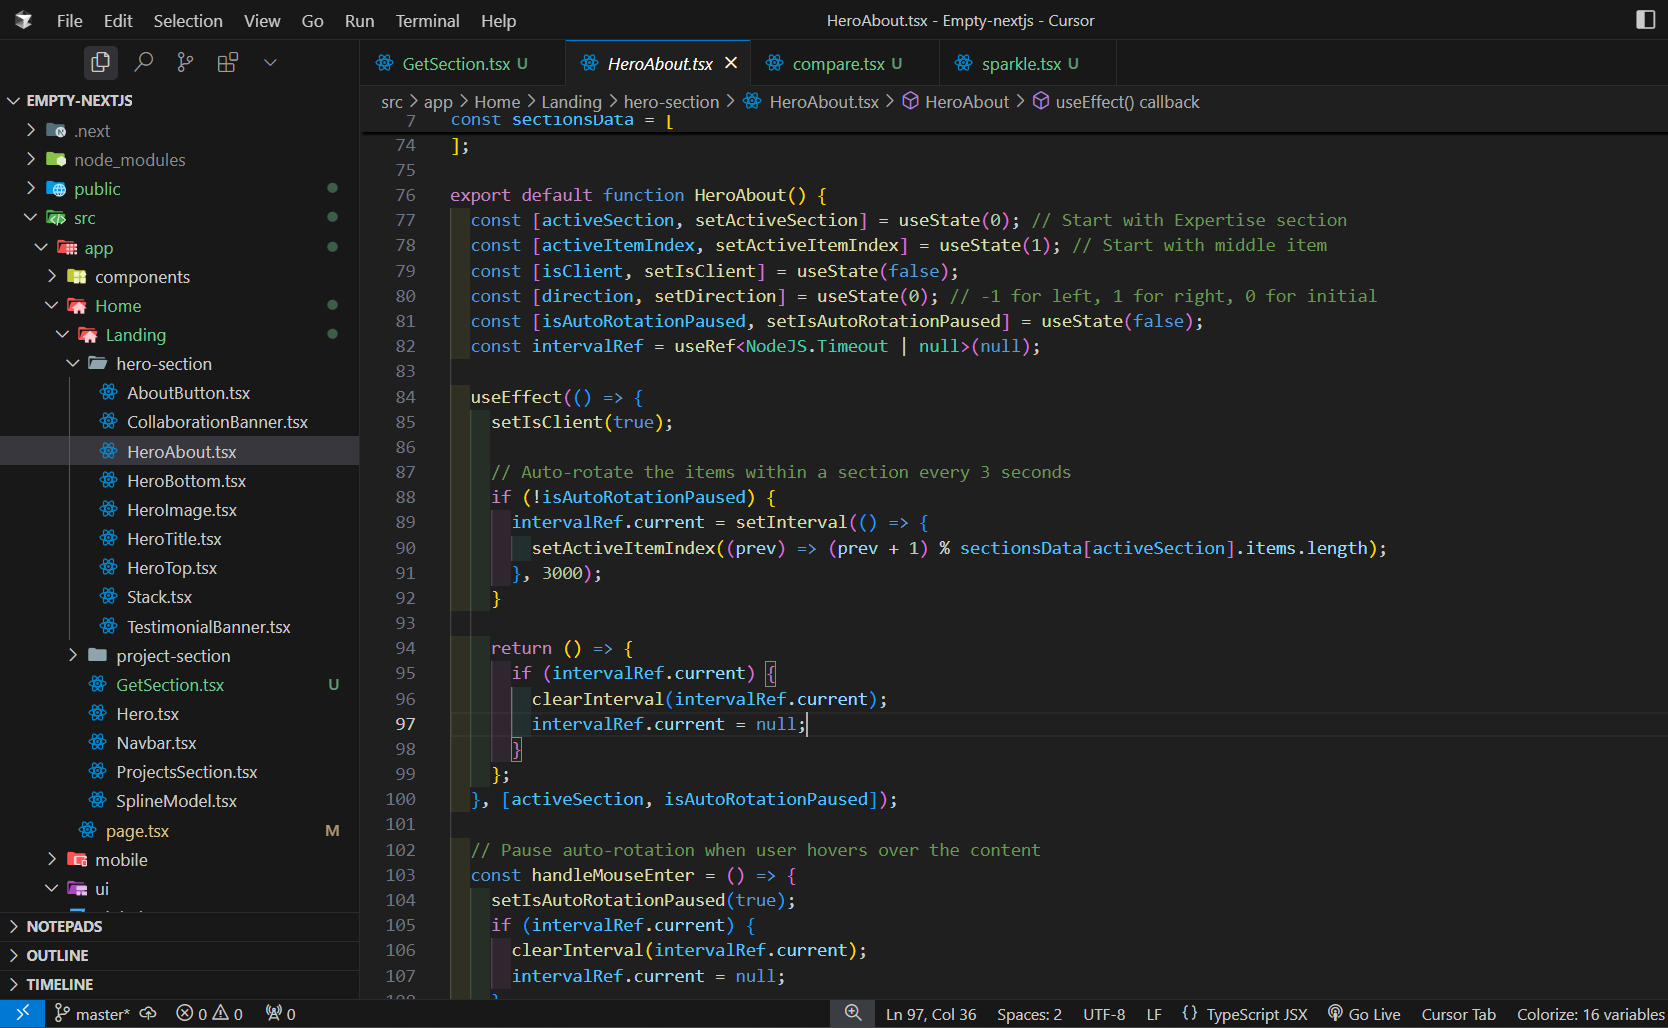 File Edit Selection View Go Run Terminal Help
HeroAbout.tsx - Empty-nextjs - Cursor
GetSection.tsx U
HeroAbout.tsx
compare.tsx U
sparkle.tsx U
EMPTY-NEXTJS
.next
node_modules
public
src
app
components
Home
Landing
hero-section
AboutButton.tsx
CollaborationBanner.tsx
HeroAbout.tsx
HeroBottom.tsx
HeroImage.tsx
HeroTitle.tsx
HeroTop.tsx
Stack.tsx
TestimonialBanner.tsx
project-section
GetSection.tsx U
Hero.tsx
Navbar.tsx
ProjectsSection.tsx
SplineModel.tsx
page.tsx M
mobile
ui
NOTEPADS
OUTLINE
TIMELINE
src > app > Home > Landing > hero-section > HeroAbout.tsx > HeroAbout > useEffect() callback
7 const sectionsData = [
74 ];
75
76 export default function HeroAbout() {
77 const [activeSection, setActiveSection] = useState(0); // Start with Expertise section
78 const [activeItemIndex, setActiveItemIndex] = useState(1); // Start with middle item
79 const [isClient, setIsClient] = useState(false);
80 const [direction, setDirection] = useState(0); // -1 for left, 1 for right, 0 for initial
81 const [isAutoRotationPaused, setIsAutoRotationPaused] = useState(false);
82 const intervalRef = useRef<NodeJS.Timeout | null>(null);
83
84 useEffect(() => {
85 setIsClient(true);
86
87 // Auto-rotate the items within a section every 3 seconds
88 if (!isAutoRotationPaused) {
89 intervalRef.current = setInterval(() => {
90 setActiveItemIndex((prev) => (prev + 1) % sectionsData[activeSection].items.length);
91 }, 3000);
92 }
93
94 return () => {
95 if (intervalRef.current) {
96 clearInterval(intervalRef.current);
97 intervalRef.current = null;
98 }
99 };
100 }, [activeSection, isAutoRotationPaused]);
101
102 // Pause auto-rotation when user hovers over the content
103 const handleMouseEnter = () => {
104 setIsAutoRotationPaused(true);
105 if (intervalRef.current) {
106 clearInterval(intervalRef.current);
107 intervalRef.current = null;
master* 0 0 0
Ln 97, Col 36 Spaces: 2 UTF-8 LF {} TypeScript JSX Go Live Cursor Tab Colorize: 16 variables